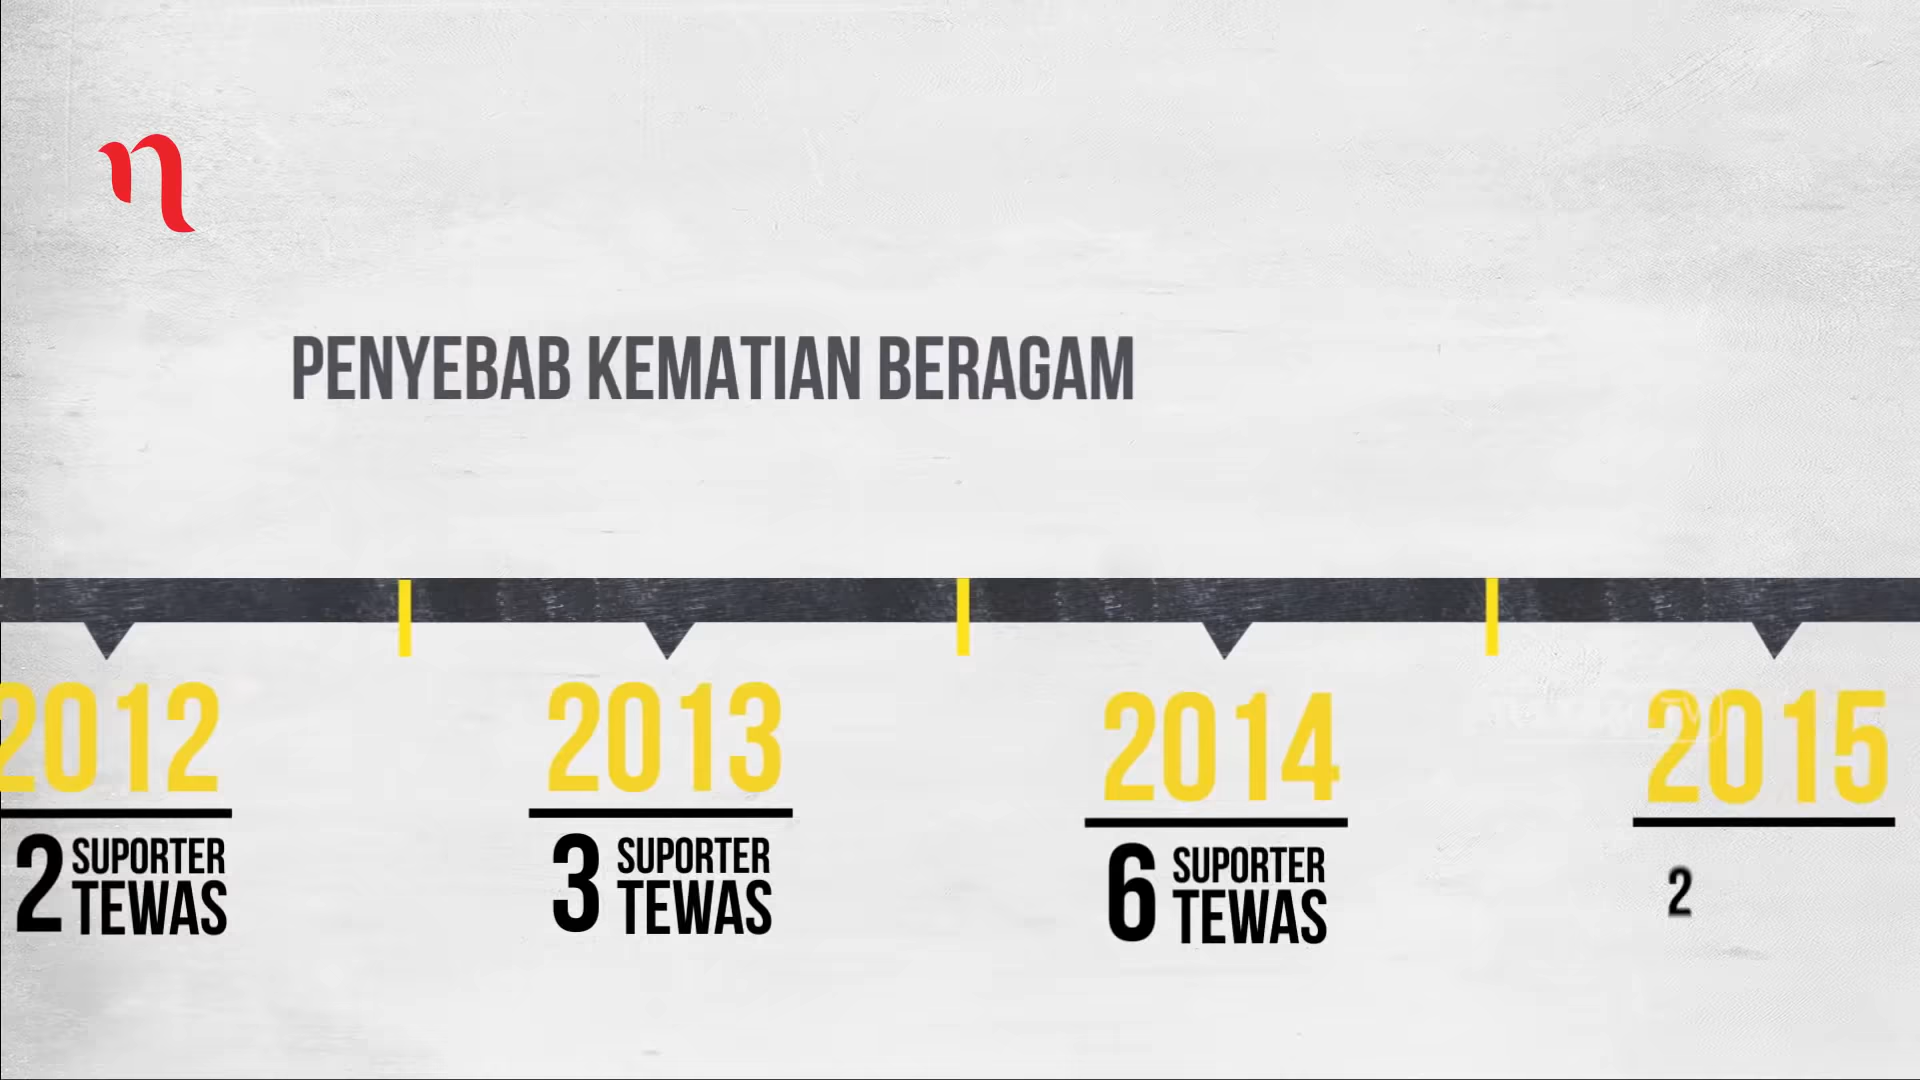 PENYEBAB KEMATIAN BERAGAM
2012
2 SUPORTER
TEWAS
2013
3 SUPORTER
TEWAS
2014
6 SUPORTER
TEWAS
2015
2